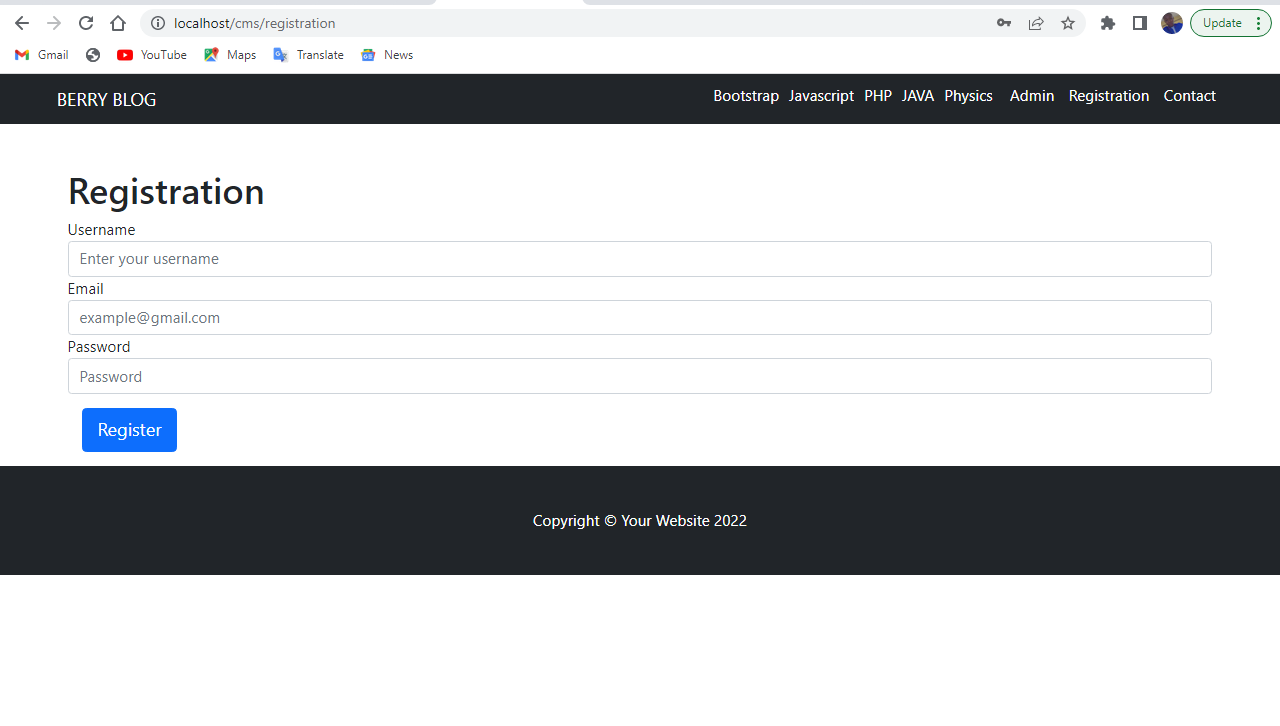 localhost/cms/registration
Update
Gmail YouTube Maps Translate News
BERRY BLOG Bootstrap Javascript PHP JAVA Physics Admin Registration Contact
Registration
Username
Enter your username
Email
example@gmail.com
Password
Password
Register
Copyright © Your Website 2022